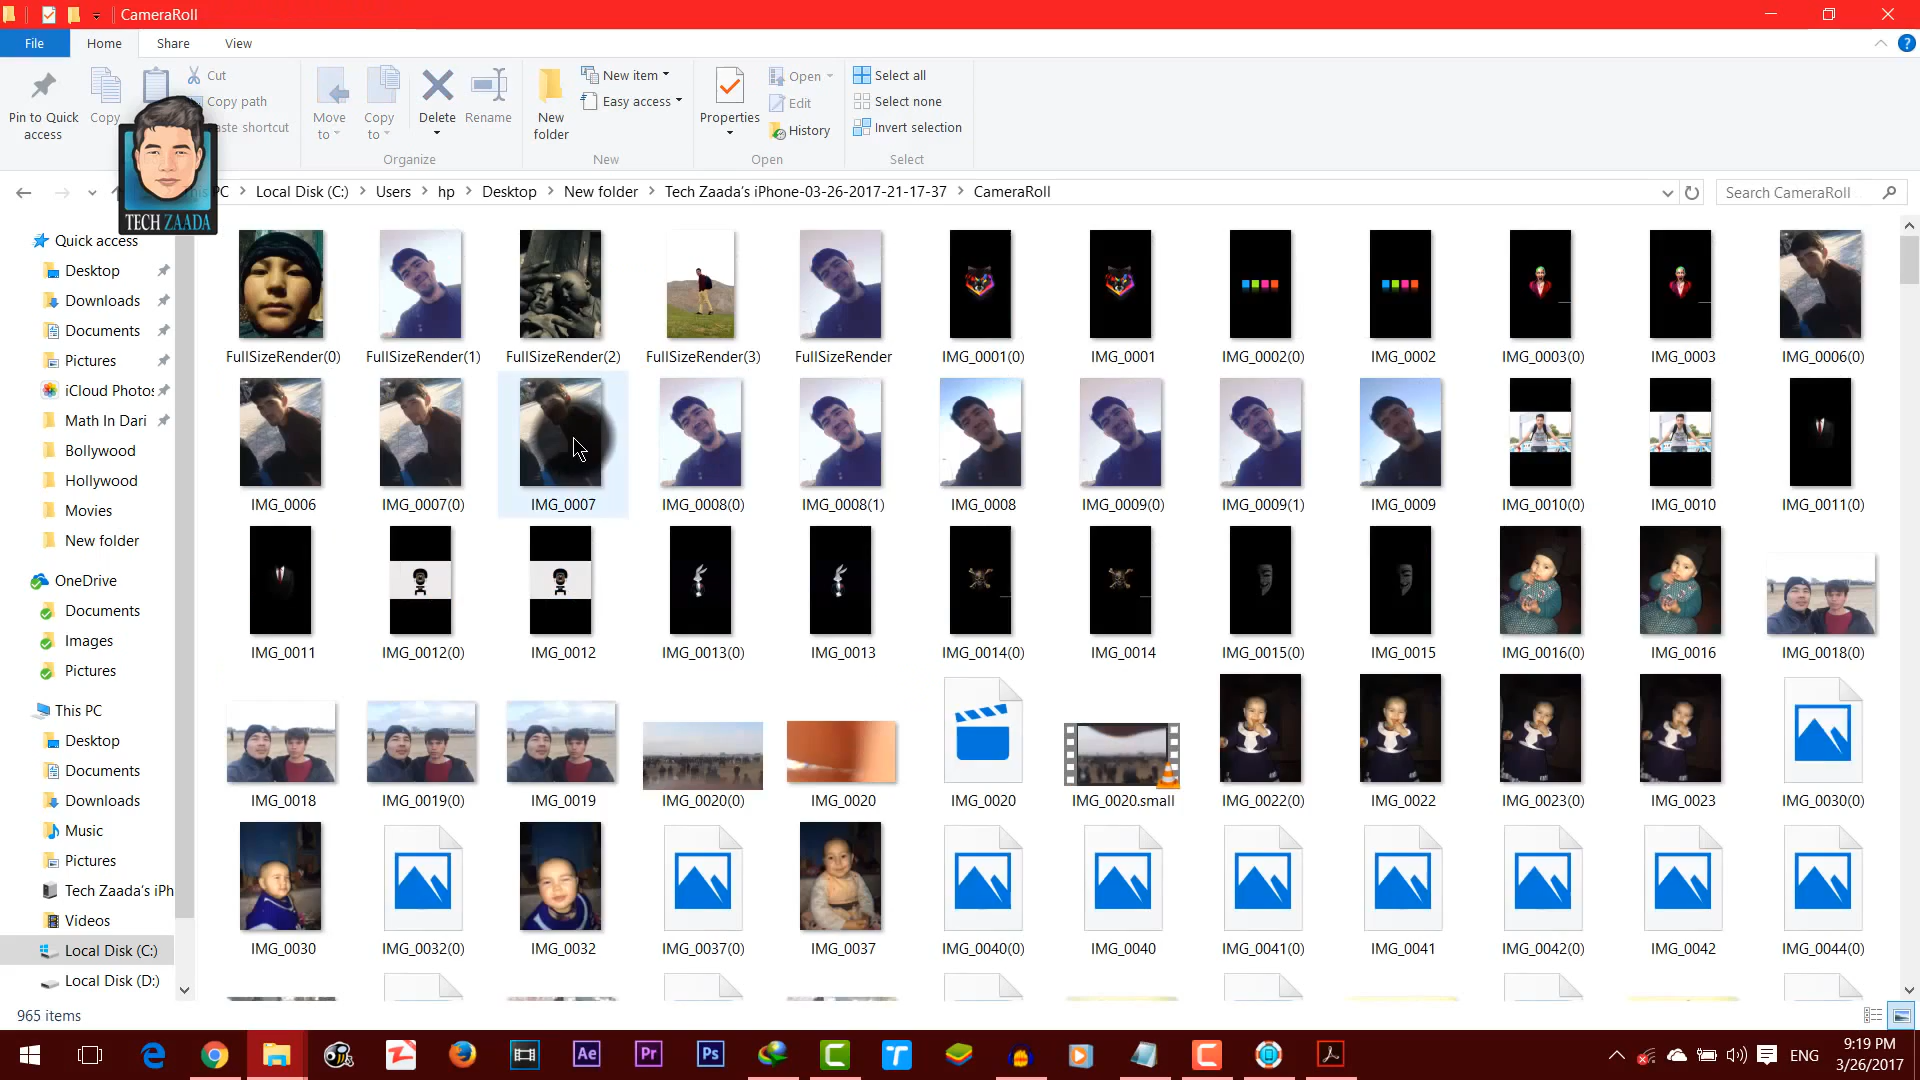 CameraRoll
File Home Share View
Pin to Quick access
Copy
Cut
Copy path
aste shortcut
Move to
Copy to
Delete
Rename
Organize
New folder
New item
Easy access
New
Properties
Open
Edit
History
Open
Select all
Select none
Invert selection
Select
TECH ZAADA
PC Local Disk (C:) Users hp Desktop New folder Tech Zaada's iPhone-03-26-2017-21-17-37 CameraRoll
Search CameraRoll
Quick access
Desktop
Downloads
Documents
Pictures
iCloud Photos
Math In Dari
Bollywood
Hollywood
Movies
New folder
OneDrive
Documents
Images
Pictures
This PC
Desktop
Documents
Downloads
Music
Pictures
Tech Zaada's iPh
Videos
Local Disk (C:)
Local Disk (D:)
FullSizeRender(0) FullSizeRender(1) FullSizeRender(2) FullSizeRender(3) FullSizeRender IMG_0001(0) IMG_0001 IMG_0002(0) IMG_0002 IMG_0003(0) IMG_0003 IMG_0006(0)
IMG_0006 IMG_0007(0) IMG_0007 IMG_0008(0) IMG_0008(1) IMG_0008 IMG_0009(0) IMG_0009(1) IMG_0009 IMG_0010(0) IMG_0010 IMG_0011(0)
IMG_0011 IMG_0012(0) IMG_0012 IMG_0013(0) IMG_0013 IMG_0014(0) IMG_0014 IMG_0015(0) IMG_0015 IMG_0016(0) IMG_0016 IMG_0018(0)
IMG_0018 IMG_0019(0) IMG_0019 IMG_0020(0) IMG_0020 IMG_0020 IMG_0020.small IMG_0022(0) IMG_0022 IMG_0023(0) IMG_0023 IMG_0030(0)
IMG_0030 IMG_0032(0) IMG_0032 IMG_0037(0) IMG_0037 IMG_0040(0) IMG_0040 IMG_0041(0) IMG_0041 IMG_0042(0) IMG_0042 IMG_0044(0)
965 items
Ae Pr Ps
ENG
9:19 PM
3/26/2017